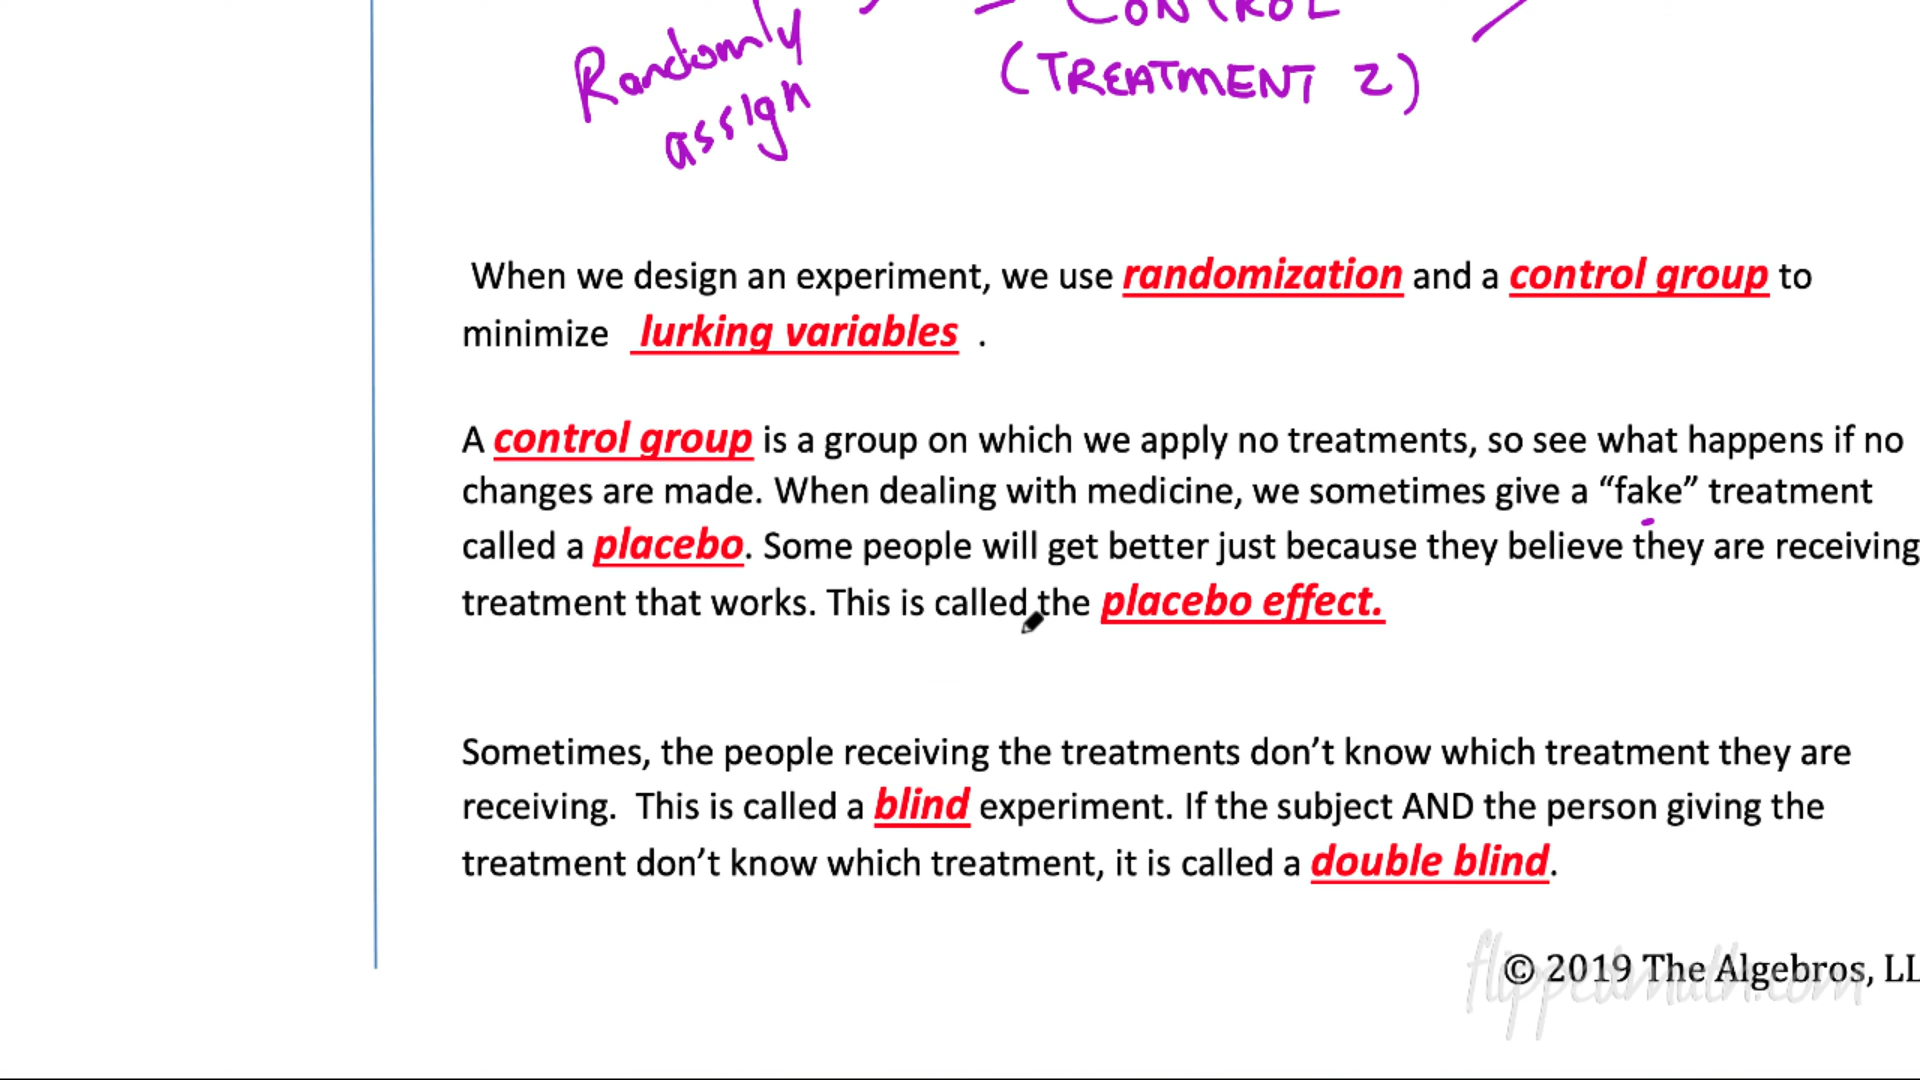 Randomly
assign
CONTROL
(TREATMENT 2)
When we design an experiment, we use randomization and a control group to
minimize lurking variables .
A control group is a group on which we apply no treatments, so see what happens if no
changes are made. When dealing with medicine, we sometimes give a “fake” treatment
called a placebo. Some people will get better just because they believe they are receiving
treatment that works. This is called the placebo effect.
Sometimes, the people receiving the treatments don’t know which treatment they are
receiving. This is called a blind experiment. If the subject AND the person giving the
treatment don’t know which treatment, it is called a double blind.
flippedmath.com
© 2019 The Algebros, LL